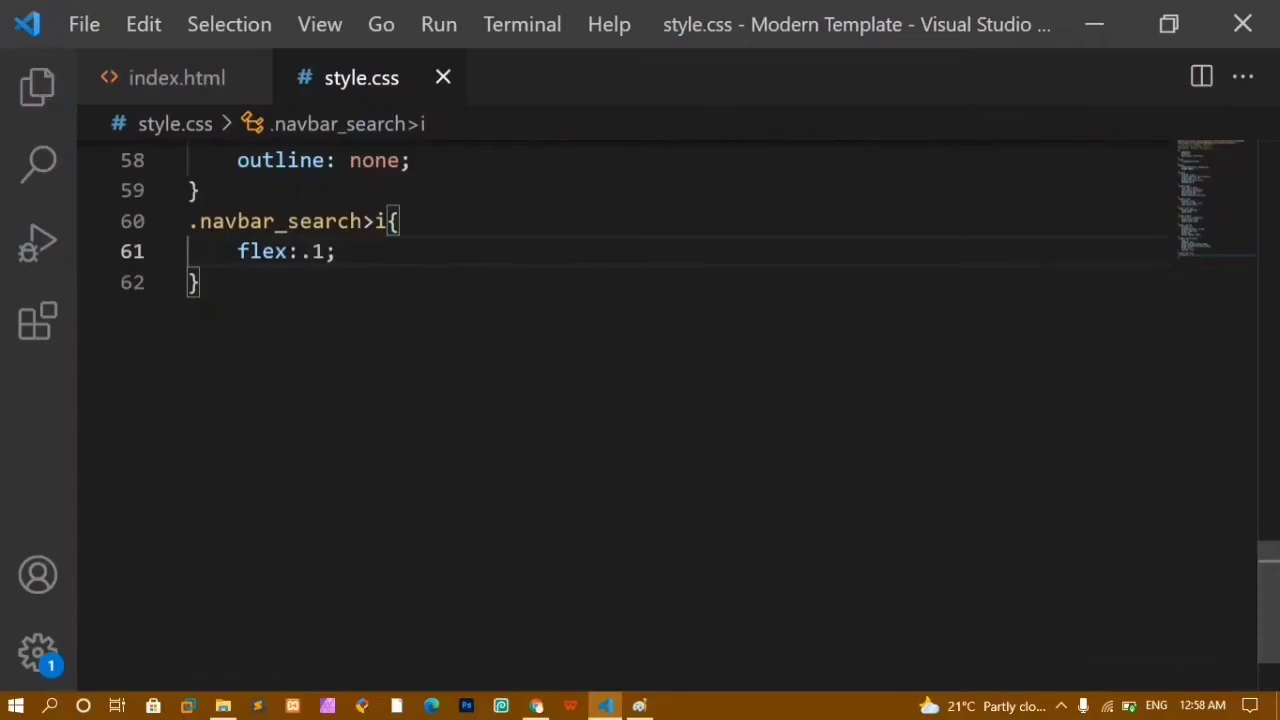 File Edit Selection View Go Run Terminal Help style.css - Modern Template - Visual Studio ...
index.html style.css
style.css .navbar_search>i
58 outline: none;
59 }
60 .navbar_search>i{
61 flex:.1;
62 }
1
21°C Partly clo... ENG 12:58 AM